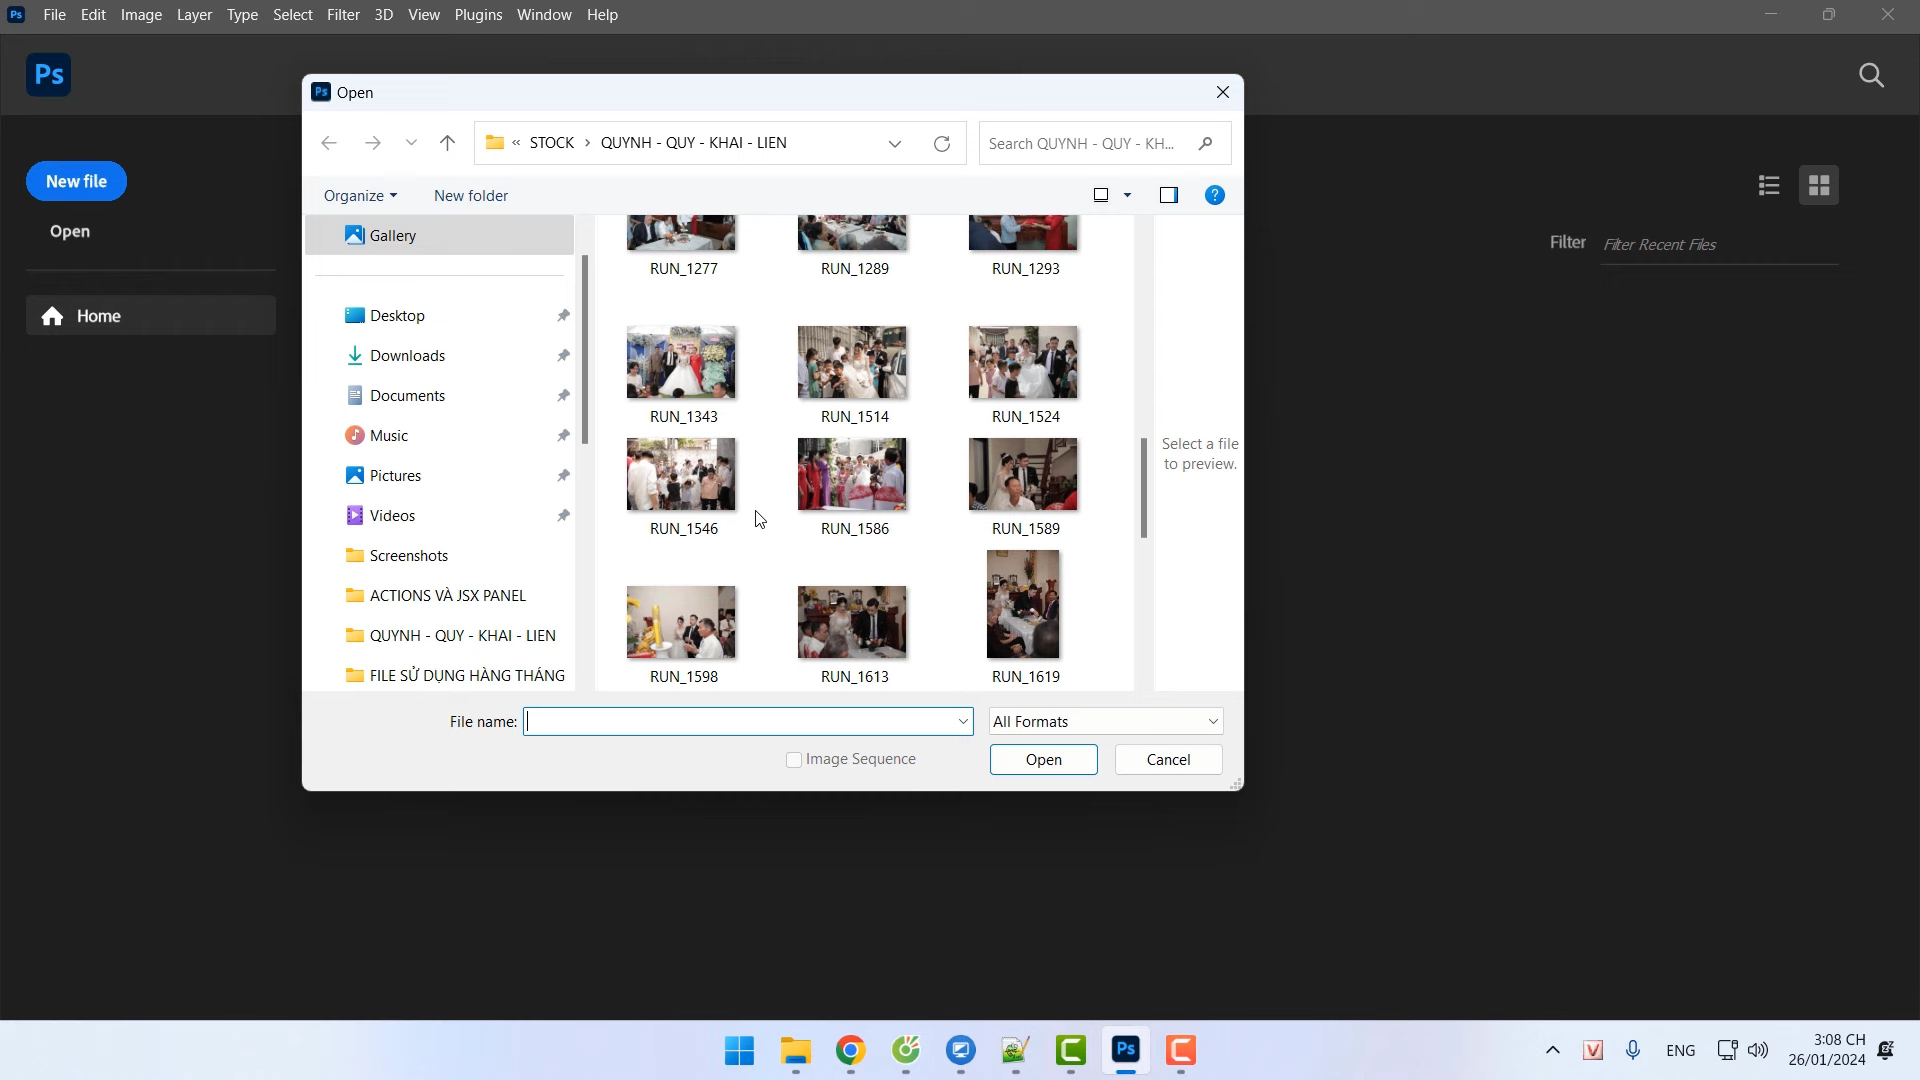 Ps File Edit Image Layer Type Select Filter 3D View Plugins Window Help
Ps
Ps Open
« STOCK > QUYNH - QUY - KHAI - LIEN
Search QUYNH - QUY - KH...
New file
Organize New folder
?
Open
Gallery
Filter Filter Recent Files
RUN_1277 RUN_1289 RUN_1293
Home
Desktop
Downloads
Documents
RUN_1343 RUN_1514 RUN_1524
Music
Select a file
to preview.
Pictures
Videos
RUN_1546 RUN_1586 RUN_1589
Screenshots
ACTIONS VÀ JSX PANEL
QUYNH - QUY - KHAI - LIEN
FILE SỬ DỤNG HÀNG THÁNG
RUN_1598 RUN_1613 RUN_1619
File name: All Formats
Image Sequence Open Cancel
Ps
V
ENG
3:08 CH
26/01/2024